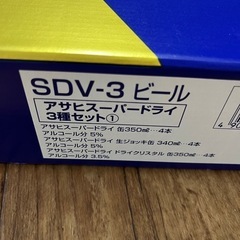 SDV-3 ビール
アサヒスーパードライ
3種セット①
アサヒスーパードライ 缶350㎖…4本
アルコール分 5%
アサヒスーパードライ 生ジョッキ缶 340㎖…4本
アルコール分 5%
アサヒスーパードライ ドライクリスタル 缶350㎖…4本
アルコール分 3.5%
4 90